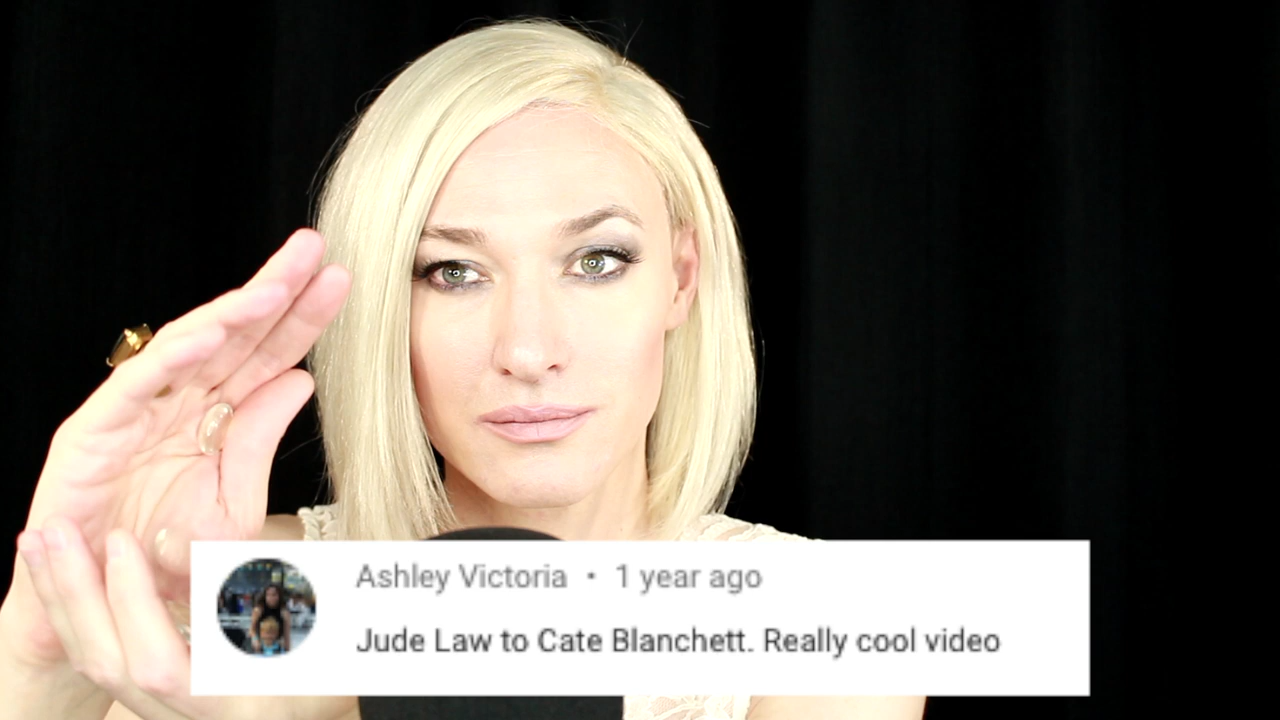 Ashley Victoria • 1 year ago
Jude Law to Cate Blanchett. Really cool video